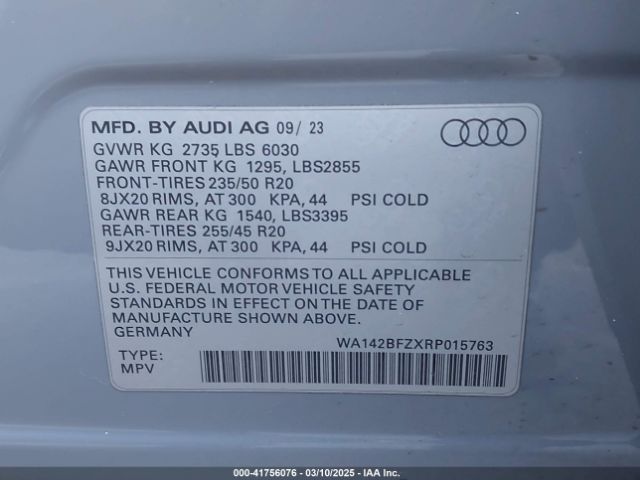 MFD. BY AUDI AG 09/ 23
GVWR KG 2735 LBS 6030
GAWR FRONT KG 1295, LBS2855
FRONT-TIRES 235/50 R20
8JX20 RIMS, AT 300 KPA, 44 PSI COLD
GAWR REAR KG 1540, LBS3395
REAR-TIRES 255/45 R20
9JX20 RIMS, AT 300 KPA, 44 PSI COLD
THIS VEHICLE CONFORMS TO ALL APPLICABLE
U.S. FEDERAL MOTOR VEHICLE SAFETY
STANDARDS IN EFFECT ON THE DATE OF
MANUFACTURE SHOWN ABOVE.
GERMANY
WA142BFZXRP015763
TYPE:
MPV
000-41756076 - 03/10/2025 - © IAA Inc.